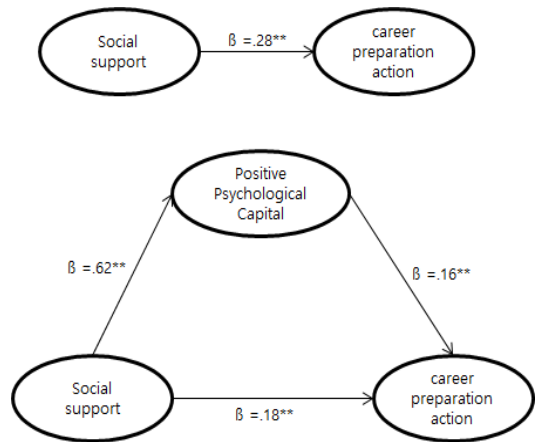 Social
support
ß =.28**
career
preparation
action
Positive
Psychological
Capital
ß =.62**
ß =.16**
Social
support
ß =.18**
career
preparation
action